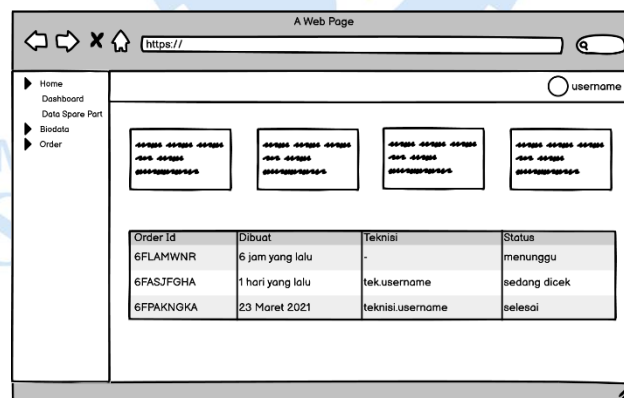 A Web Page
https://
Home
Dashboard
Data Spare Part
Biodata
Order
username
Order Id Dibuat Teknisi Status
6FLAMWNR 6 jam yang lalu - menunggu
6FASJFGHA 1 hari yang lalu tek.username sedang dicek
6FPAKNGKA 23 Maret 2021 teknisi.username selesai